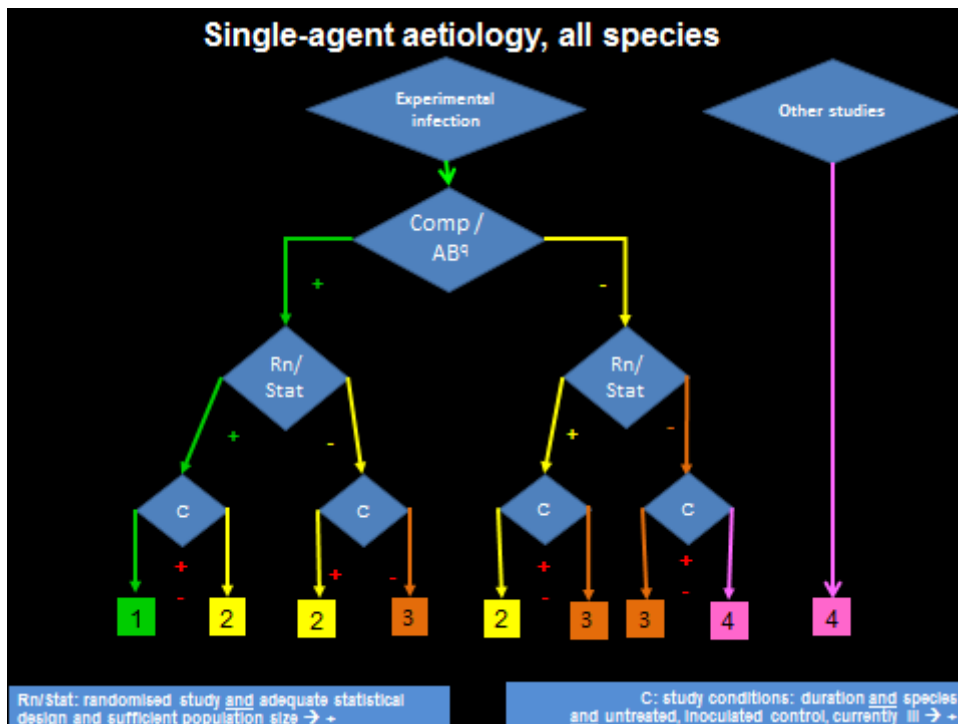 Single-agent aetiology, all species
Experimental
infection
Other studies
Comp /
ABq
+
-
Rn/
Stat
Rn/
Stat
+
-
+
-
C
C
C
C
+
-
+
-
+
-
+
-
1
2
2
3
2
3
3
4
4
Rn/Stat: randomised study and adequate statistical
design and sufficient population size → +
C: study conditions: duration and species
and untreated, inoculated control, currently ill → +